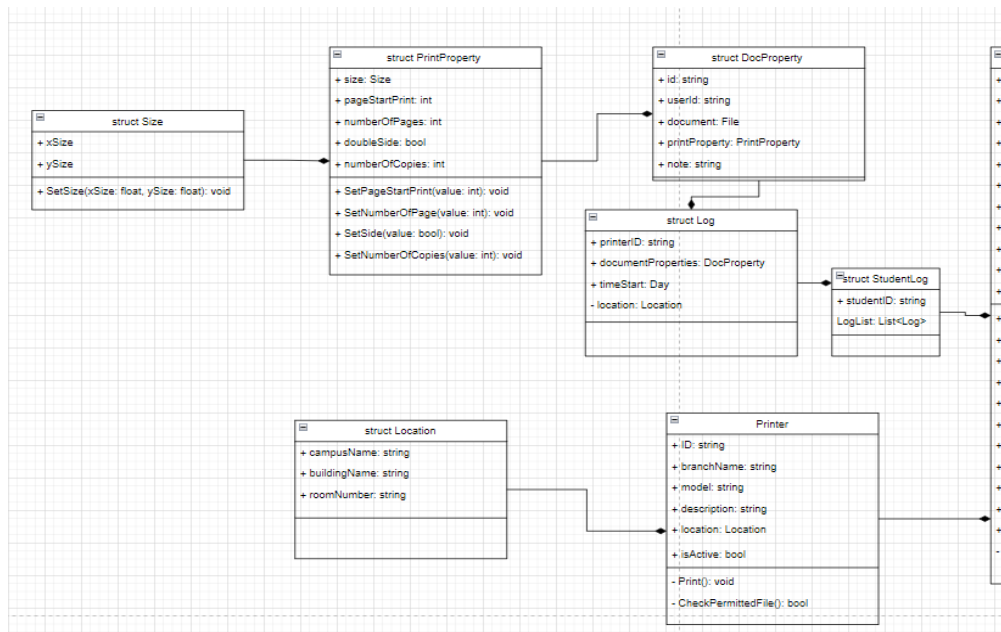 struct Size
+ xSize
+ ySize
+ SetSize(xSize: float, ySize: float): void
struct PrintProperty
+ size: Size
+ pageStartPrint: int
+ numberOfPages: int
+ doubleSide: bool
+ numberOfCopies: int
+ SetPageStartPrint(value: int): void
+ SetNumberOfPage(value: int): void
+ SetSide(value: bool): void
+ SetNumberOfCopies(value: int): void
struct DocProperty
+ id: string
+ userId: string
+ document: File
+ printProperty: PrintProperty
+ note: string
struct Log
+ printerID: string
+ documentProperties: DocProperty
+ timeStart: Day
- location: Location
struct StudentLog
+ studentID: string
LogList: List<Log>
struct Location
+ campusName: string
+ buildingName: string
+ roomNumber: string
Printer
+ ID: string
+ branchName: string
+ model: string
+ description: string
+ location: Location
+ isActive: bool
- Print(): void
- CheckPermittedFile(): bool